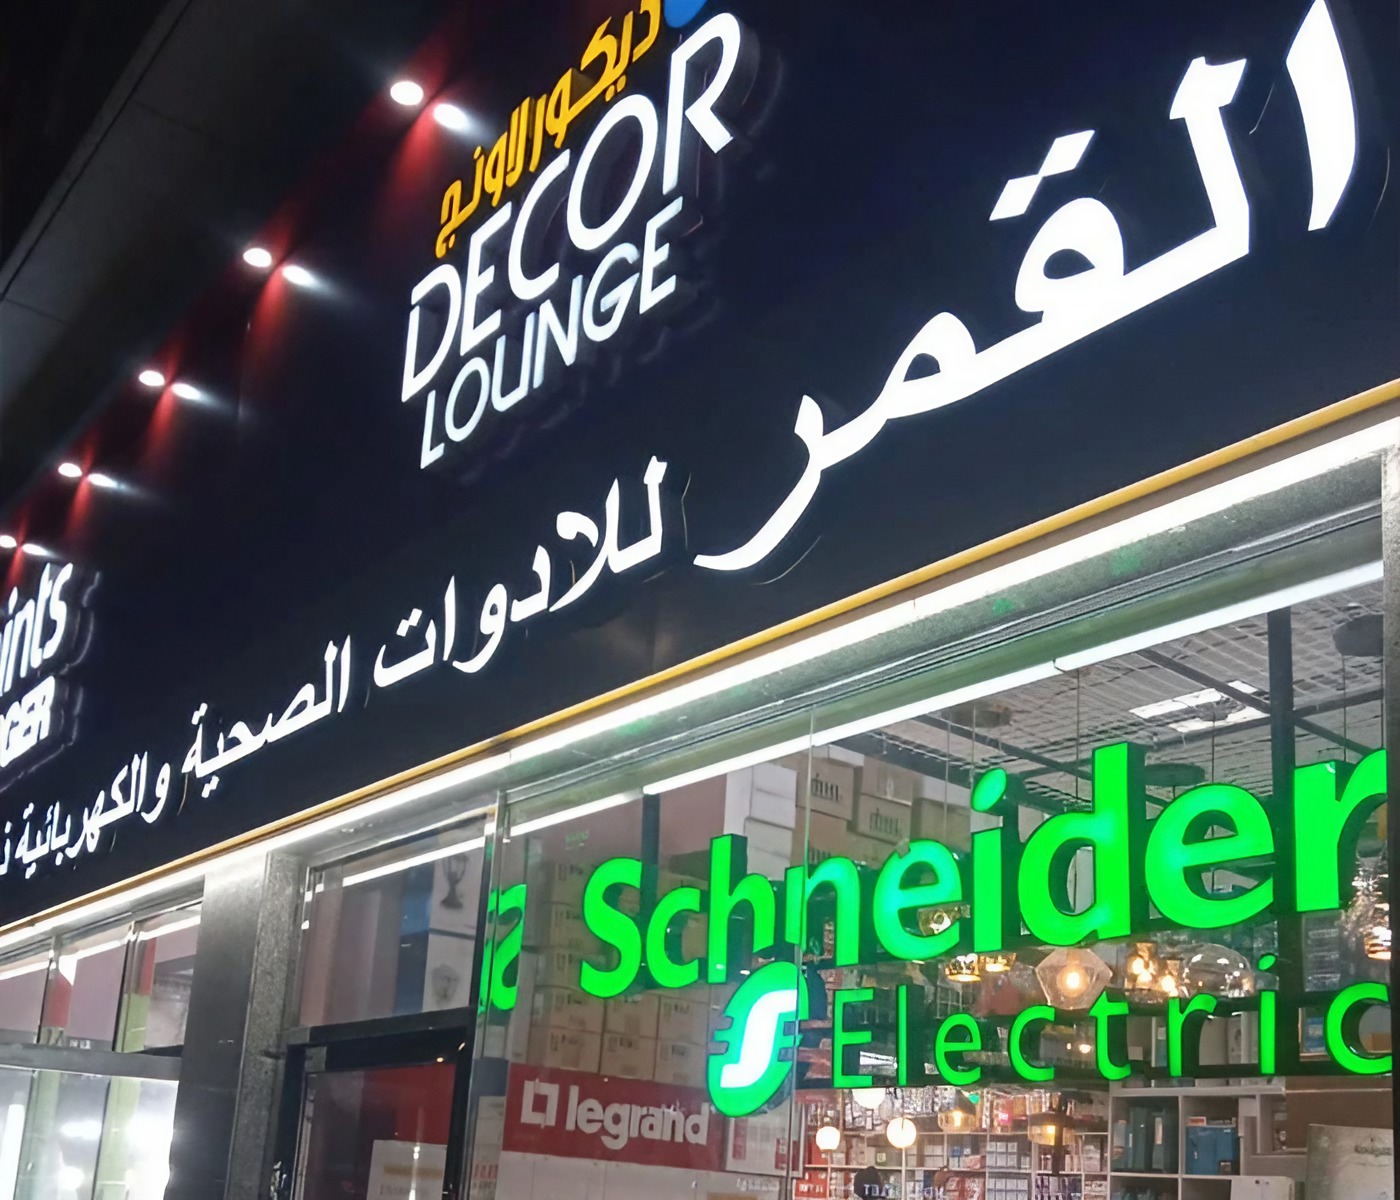 ديكور لاونج
DECOR
LOUNGE
القمر
للادوات الصحية والكهربائية
Schneider
Electric
legrand